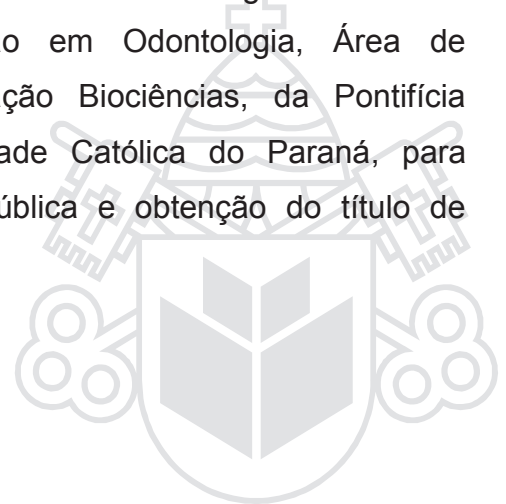 o em Odontologia, Área de
ção Biociências, da Pontifícia
ade Católica do Paraná, para
ública e obtenção do título de